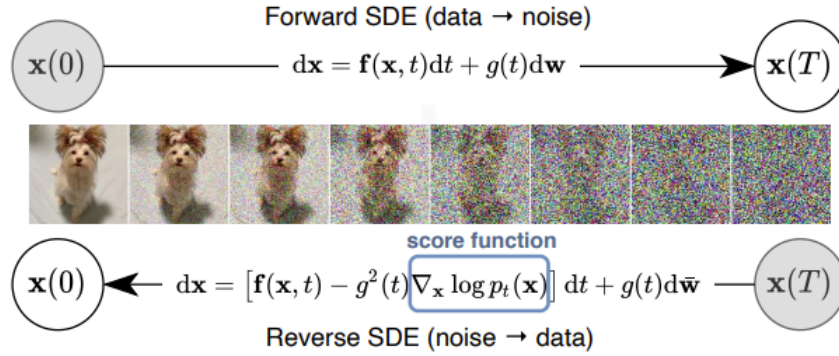 Forward SDE (data → noise)
x(0) dx = f(x, t)dt + g(t)dw x(T)
score function
x(0) dx = [f(x, t) − g²(t)∇ₓ log pₜ(x)] dt + g(t)dw̄ x(T)
Reverse SDE (noise → data)